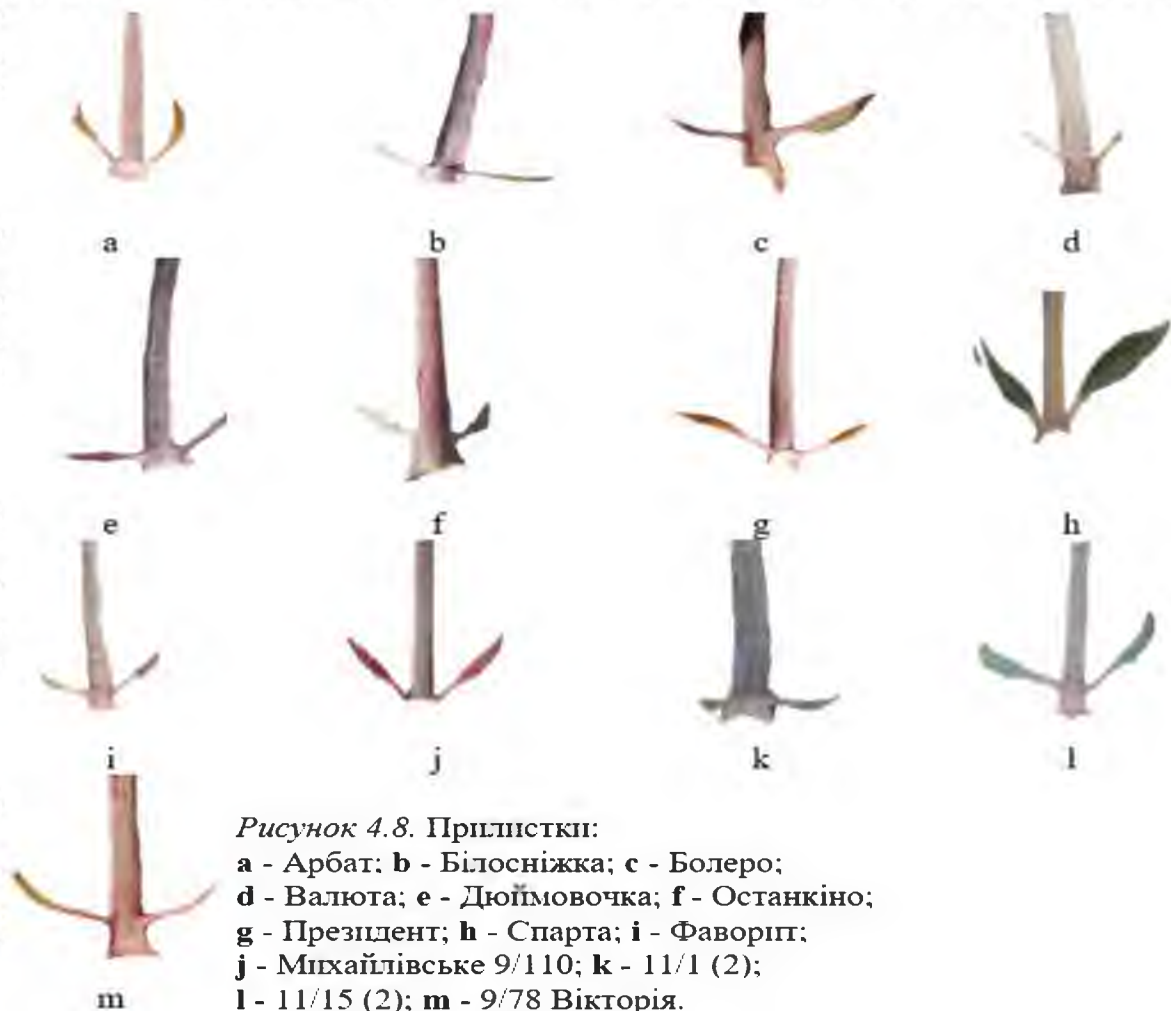 a b c d
e f g h
i j k l
m
Рисунок 4.8. Прилистки:
a - Арбат; b - Білосніжка; c - Болеро;
d - Валюта; e - Дюймовочка; f - Останкіно;
g - Президент; h - Спарта; i - Фаворит;
j - Михайлівське 9/110; k - 11/1 (2);
l - 11/15 (2); m - 9/78 Вікторія.